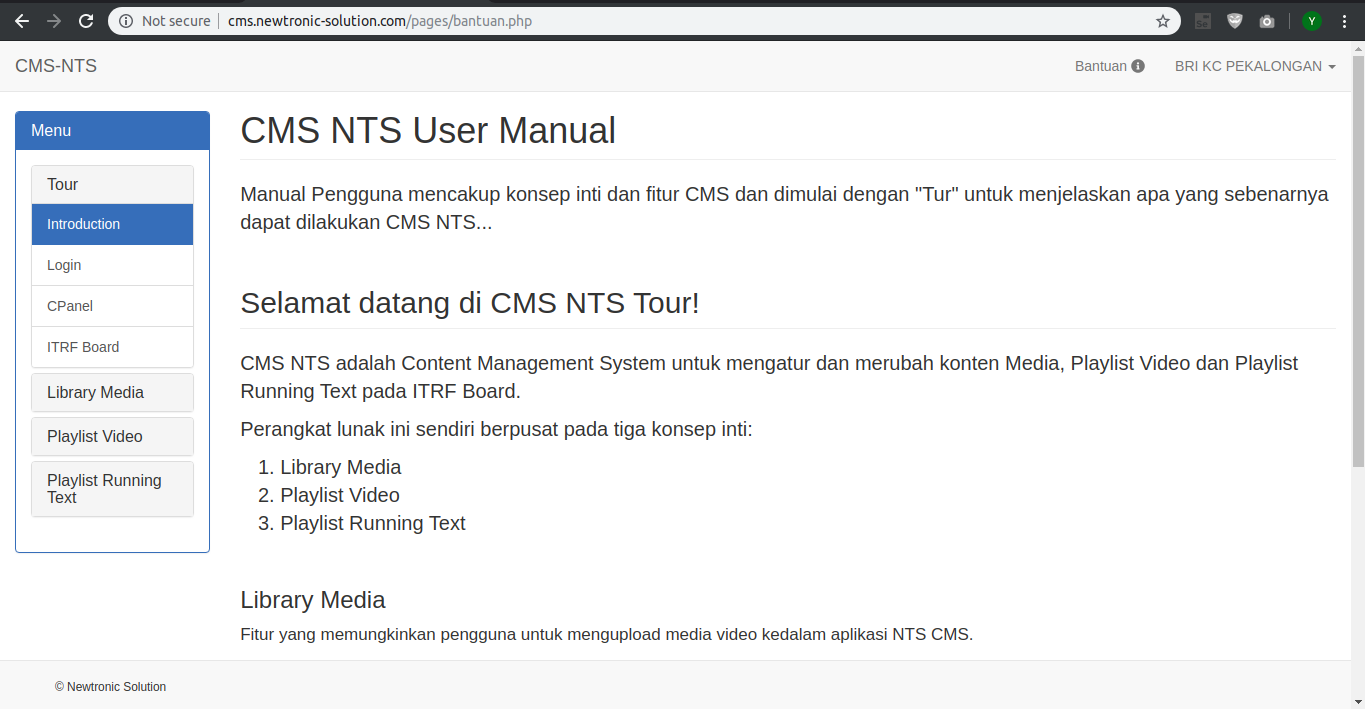 Not secure | cms.newtronic-solution.com/pages/bantuan.php
Y
CMS-NTS
Bantuan
BRI KC PEKALONGAN
Menu
Tour
Introduction
Login
CPanel
ITRF Board
Library Media
Playlist Video
Playlist Running
Text
CMS NTS User Manual
Manual Pengguna mencakup konsep inti dan fitur CMS dan dimulai dengan "Tur" untuk menjelaskan apa yang sebenarnya
dapat dilakukan CMS NTS...
Selamat datang di CMS NTS Tour!
CMS NTS adalah Content Management System untuk mengatur dan merubah konten Media, Playlist Video dan Playlist
Running Text pada ITRF Board.
Perangkat lunak ini sendiri berpusat pada tiga konsep inti:
1. Library Media
2. Playlist Video
3. Playlist Running Text
Library Media
Fitur yang memungkinkan pengguna untuk mengupload media video kedalam aplikasi NTS CMS.
© Newtronic Solution